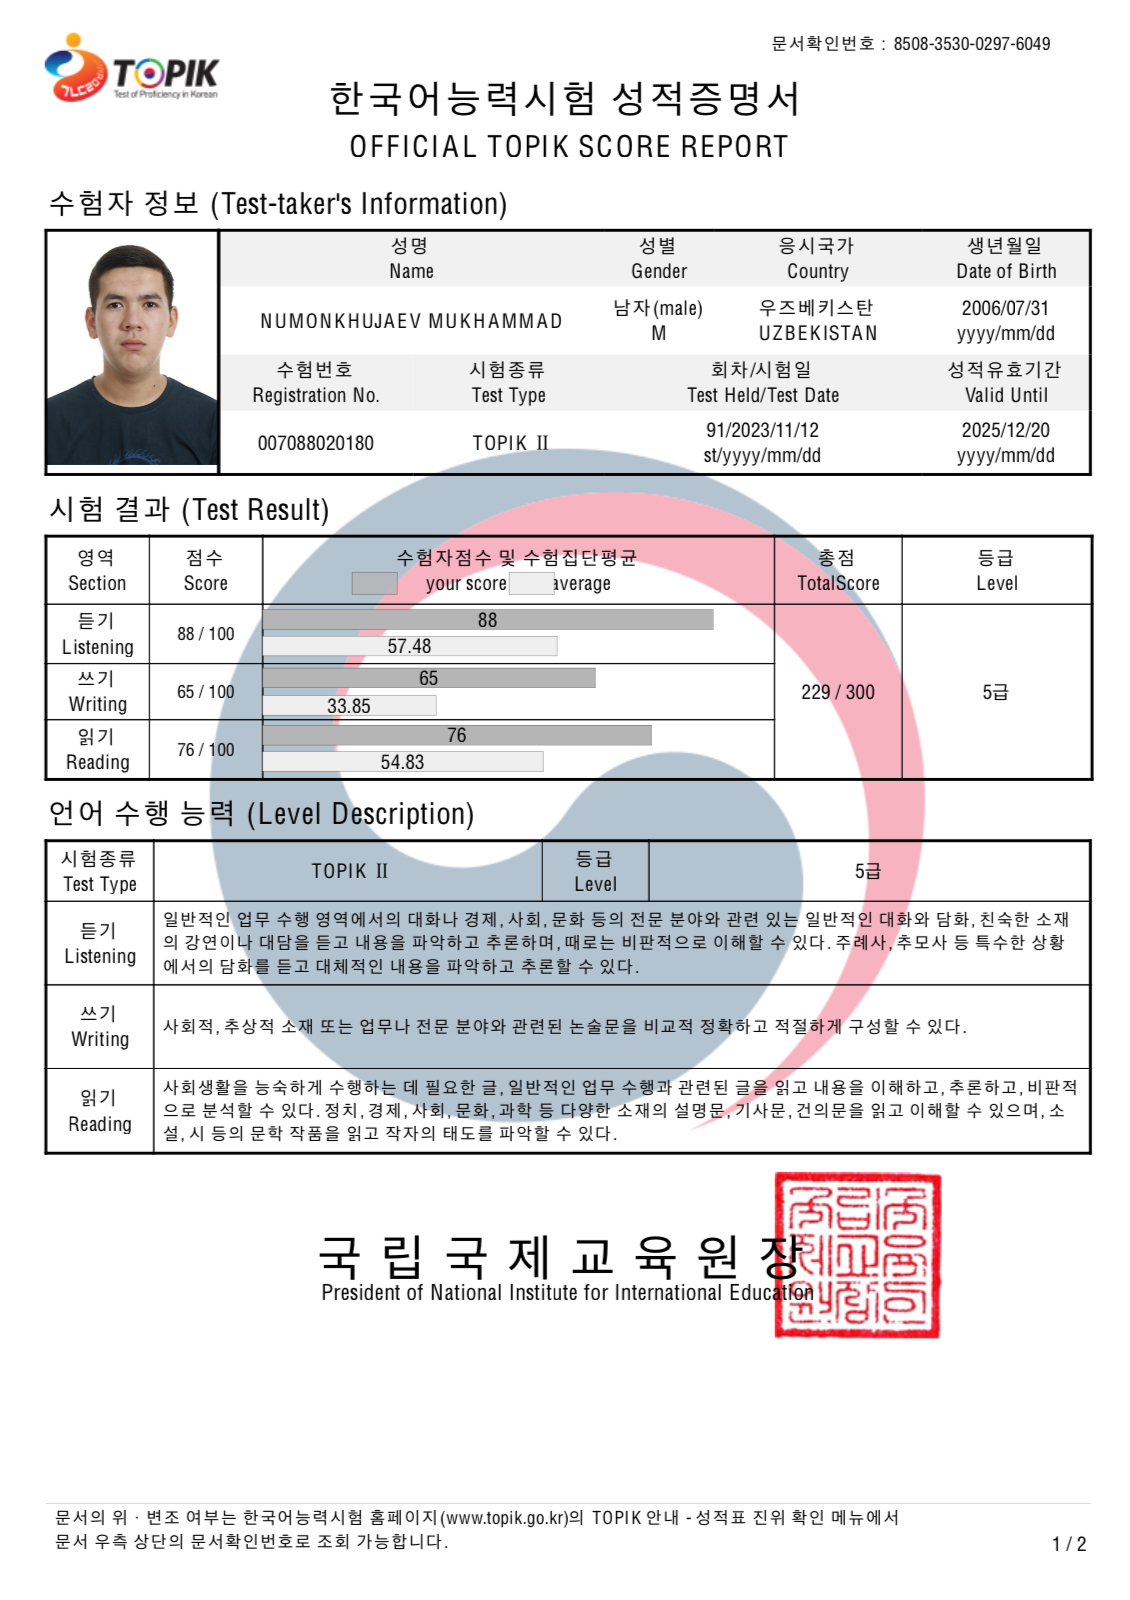 문서확인번호 : 8508-3530-0297-6049
TOPIK
Test of Proficiency in Korean
한국어능력시험 성적증명서
OFFICIAL TOPIK SCORE REPORT
수험자 정보 (Test-taker's Information)
성명 성별 응시국가 생년월일
Name Gender Country Date of Birth
NUMONKHUJAEV MUKHAMMAD 남자(male) 우즈베키스탄 2006/07/31
M UZBEKISTAN yyyy/mm/dd
수험번호 시험종류 회차/시험일 성적유효기간
Registration No. Test Type Test Held/Test Date Valid Until
007088020180 TOPIK Ⅱ 91/2023/11/12 2025/12/20
st/yyyy/mm/dd yyyy/mm/dd
시험 결과 (Test Result)
영역 점수 수험자점수 및 수험집단평균 총점 등급
Section Score your score average TotalScore Level
듣기 88 / 100 88
Listening 57.48
쓰기 65 / 100 65 229 / 300 5급
Writing 33.85
읽기 76 / 100 76
Reading 54.83
언어 수행 능력 (Level Description)
시험종류 TOPIK Ⅱ 등급 5급
Test Type Level
듣기 일반적인 업무 수행 영역에서의 대화나 경제, 사회, 문화 등의 전문 분야와 관련 있는 일반적인 대화와 담화, 친숙한 소재
Listening 의 강연이나 대담을 듣고 내용을 파악하고 추론하며, 때로는 비판적으로 이해할 수 있다. 주례사, 추모사 등 특수한 상황
에서의 담화를 듣고 대체적인 내용을 파악하고 추론할 수 있다.
쓰기 사회적, 추상적 소재 또는 업무나 전문 분야와 관련된 논술문을 비교적 정확하고 적절하게 구성할 수 있다.
Writing
읽기 사회생활을 능숙하게 수행하는 데 필요한 글, 일반적인 업무 수행과 관련된 글을 읽고 내용을 이해하고, 추론하고, 비판적
Reading 으로 분석할 수 있다. 정치, 경제, 사회, 문화, 과학 등 다양한 소재의 설명문, 기사문, 건의문을 읽고 이해할 수 있으며, 소
설, 시 등의 문학 작품을 읽고 작자의 태도를 파악할 수 있다.
국립국제교육원장
President of National Institute for International Education
문서의 위 · 변조 여부는 한국어능력시험 홈페이지(www.topik.go.kr)의 TOPIK 안내 - 성적표 진위 확인 메뉴에서
문서 우측 상단의 문서확인번호로 조회 가능합니다.
1 / 2